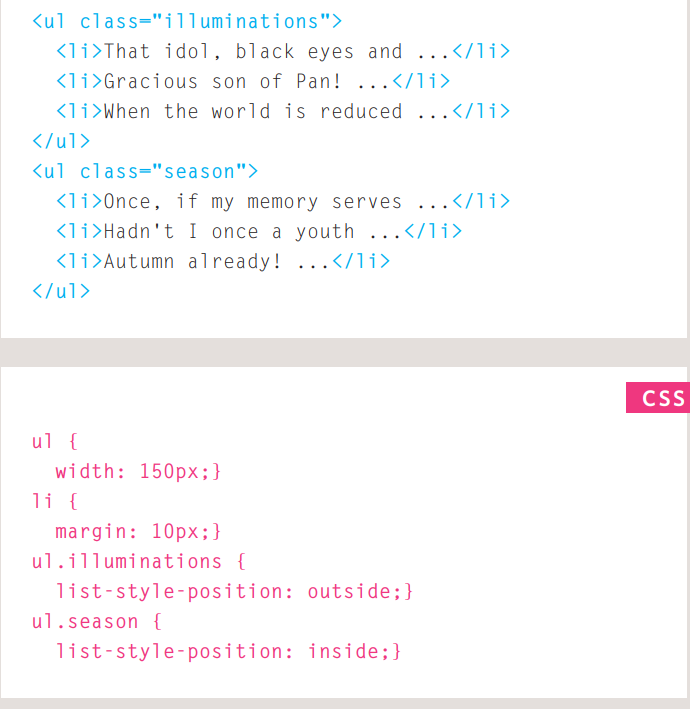 <ul class="illuminations">
<li>That idol, black eyes and ...</li>
<li>Gracious son of Pan! ...</li>
<li>When the world is reduced ...</li>
</ul>
<ul class="season">
<li>Once, if my memory serves ...</li>
<li>Hadn't I once a youth ...</li>
<li>Autumn already! ...</li>
</ul>
CSS
ul {
width: 150px;}
li {
margin: 10px;}
ul.illuminations {
list-style-position: outside;}
ul.season {
list-style-position: inside;}